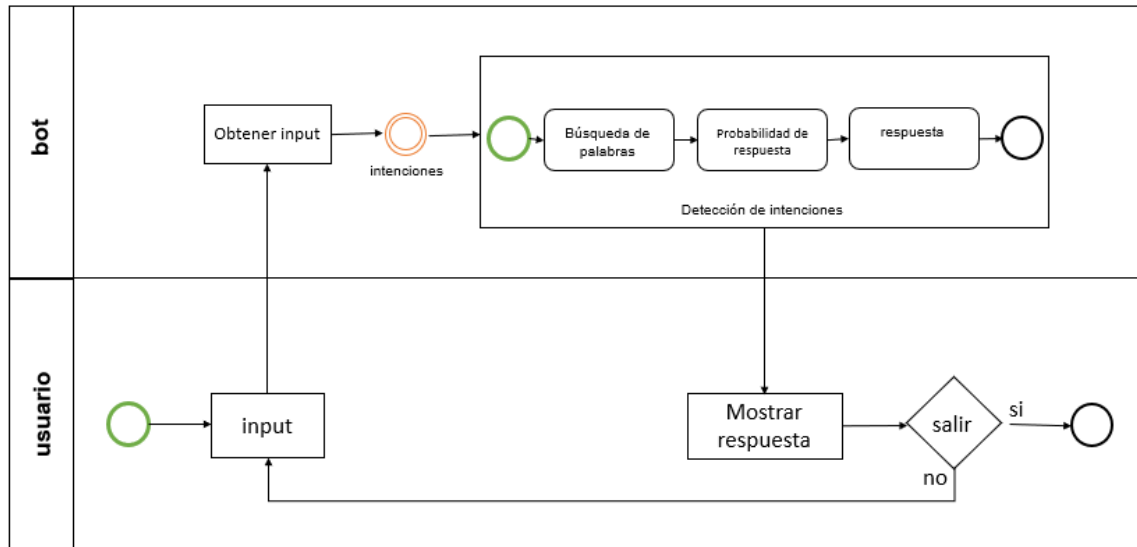 bot
Obtener input
intenciones
Búsqueda de
palabras
Probabilidad de
respuesta
respuesta
Detección de intenciones
usuario
input
Mostrar
respuesta
salir
si
no